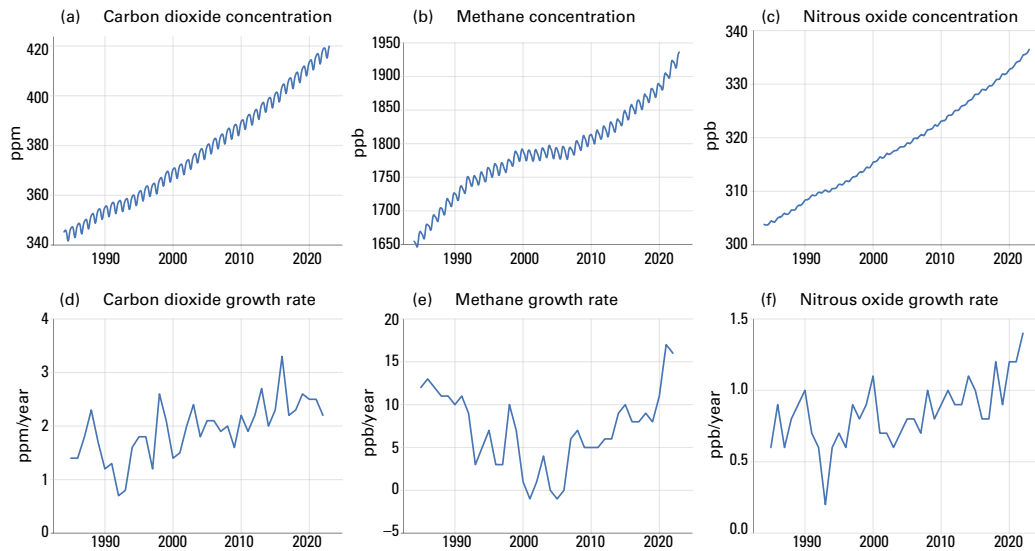 (a) Carbon dioxide concentration
ppm
420
400
380
360
340
1990 2000 2010 2020
(b) Methane concentration
ppb
1950
1900
1850
1800
1750
1700
1650
1990 2000 2010 2020
(c) Nitrous oxide concentration
ppb
340
330
320
310
300
1990 2000 2010 2020
(d) Carbon dioxide growth rate
ppm/year
4
3
2
1
0
1990 2000 2010 2020
(e) Methane growth rate
ppb/year
20
15
10
5
0
−5
1990 2000 2010 2020
(f) Nitrous oxide growth rate
ppb/year
1.5
1.0
0.5
0.0
1990 2000 2010 2020